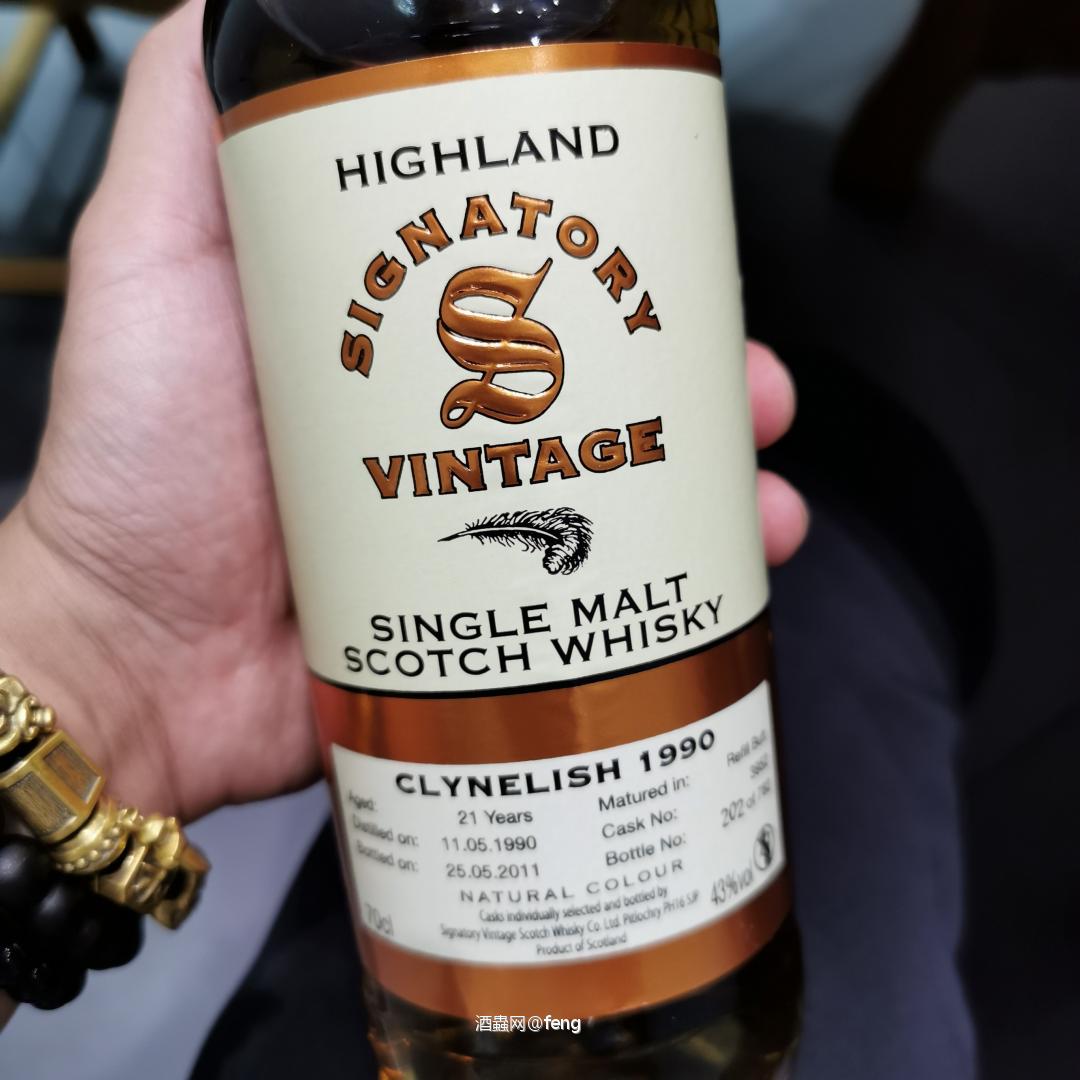 HIGHLAND
SIGNATORY
S
VINTAGE
SINGLE MALT
SCOTCH WHISKY
CLYNELISH 1990
Aged: 21 Years
Distilled on: 11.05.1990
Bottled on: 25.05.2011
Matured in: Refill Butt
Cask No:
Bottle No: 202 of
NATURAL COLOUR
70cl
Casks individually selected and bottled by
Signatory Vintage Scotch Whisky Co. Ltd. Pitlochry PH16 5JP
Product of Scotland
43%vol
酒蟲网@feng